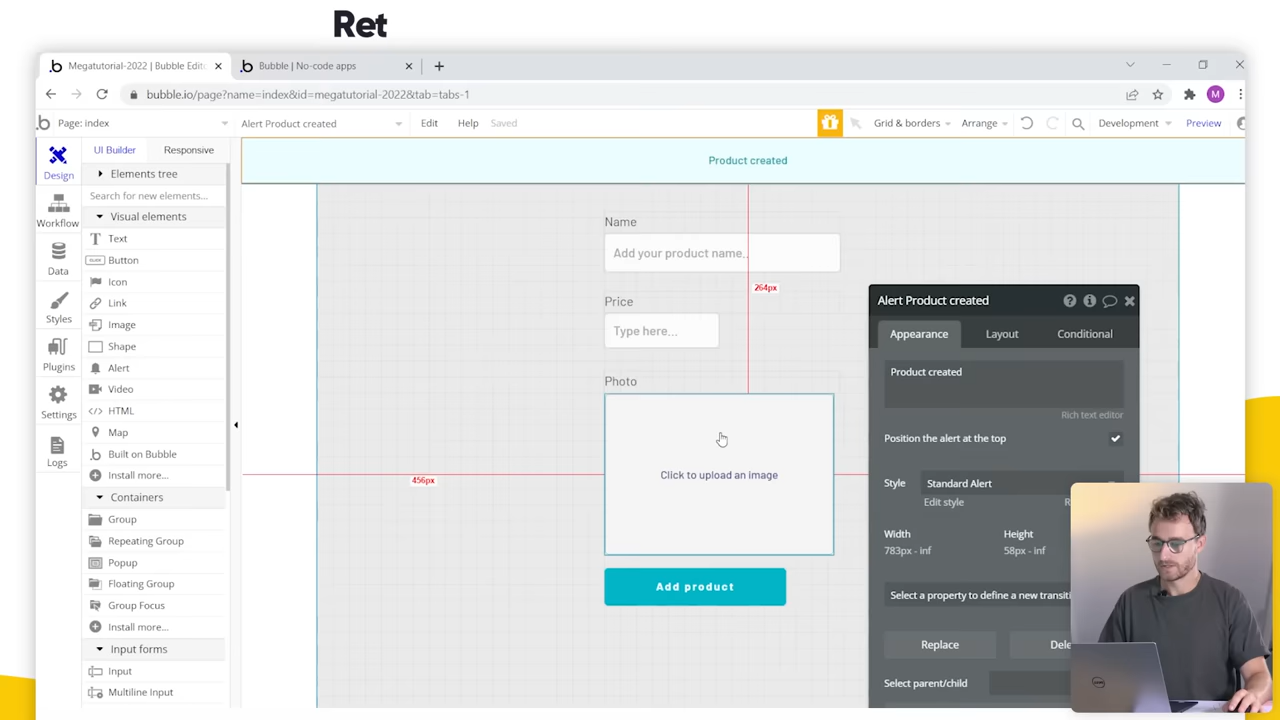 Ret
Megatutorial-2022 | Bubble Edito
Bubble | No-code apps
bubble.io/page?name=index&id=megatutorial-2022&tab=tabs-1
M
Page: index
Alert Product created
Edit
Help
Saved
Grid & borders
Arrange
Development
Preview
Design
Workflow
Data
Styles
Plugins
Settings
Logs
UI Builder
Responsive
Elements tree
Search for new elements...
Visual elements
Text
Button
Icon
Link
Image
Shape
Alert
Video
HTML
Map
Built on Bubble
Install more...
Containers
Group
Repeating Group
Popup
Floating Group
Group Focus
Install more...
Input forms
Input
Multiline Input
Product created
Name
Add your product name..
264px
Price
Type here...
Photo
Click to upload an image
456px
Add product
Alert Product created
Appearance
Layout
Conditional
Product created
Rich text editor
Position the alert at the top
Style
Standard Alert
Edit style
R
Width
Height
783px - inf
58px - inf
Select a property to define a new transiti
Replace
Dele
Select parent/child